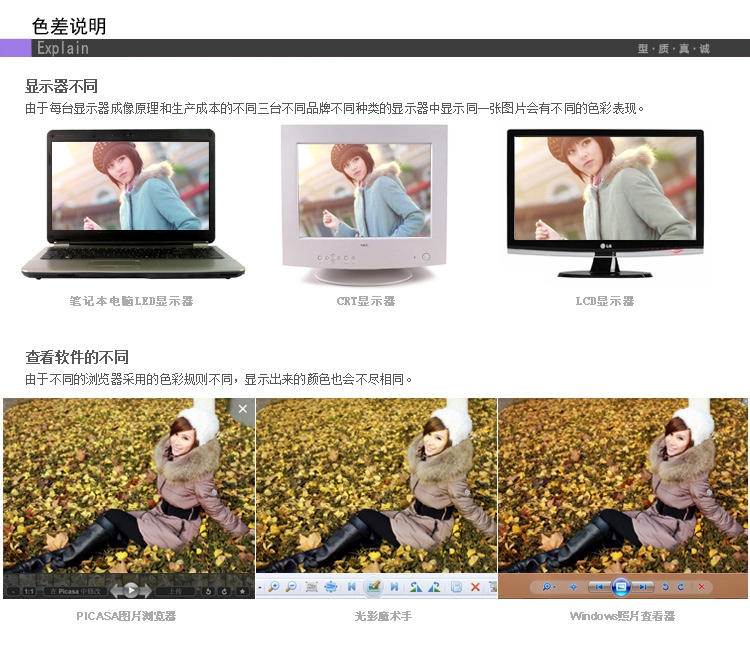 色差说明
Explain
型·质·真·诚
显示器不同
由于每台显示器成像原理和生产成本的不同三台不同品牌不同种类的显示器中显示同一张图片会有不同的色彩表现。
LG
笔记本电脑LED显示器
CRT显示器
LCD显示器
查看软件的不同
由于不同的浏览器采用的色彩规则不同，显示出来的颜色也会不尽相同。
1:1
在 Picasa 中修改
上传
PICASA图片浏览器
光影魔术手
Windows照片查看器